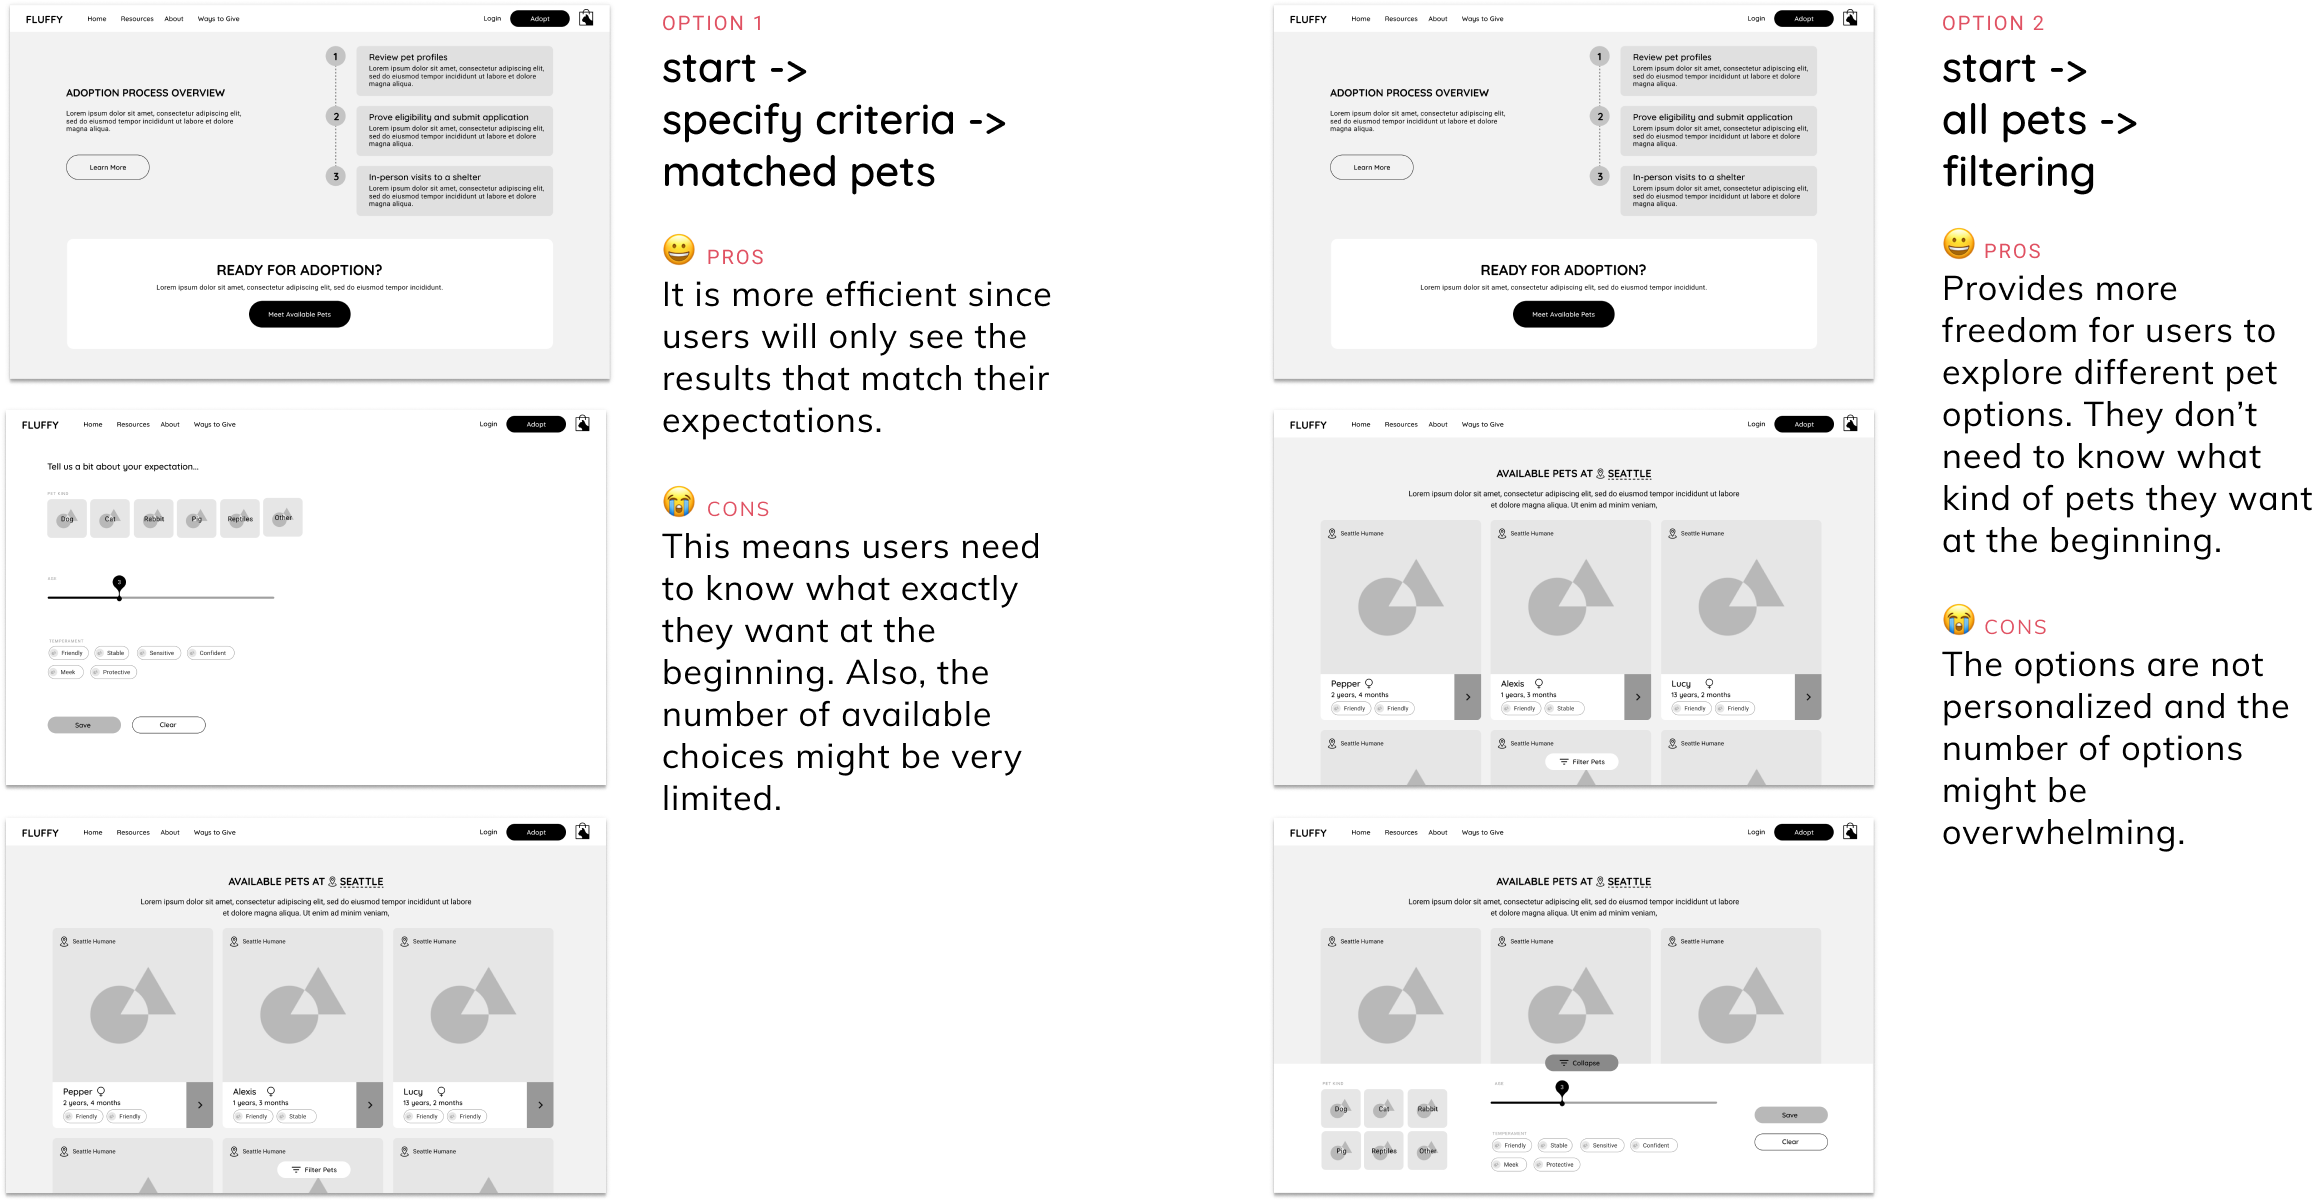 FLUFFY
Home Resources About Ways to Give
Login Adopt
ADOPTION PROCESS OVERVIEW
Lorem ipsum dolor sit amet, consectetur adipiscing elit,
sed do eiusmod tempor incididunt ut labore et dolore
magna aliqua.
Learn More
1
Review pet profiles
Lorem ipsum dolor sit amet, consectetur adipiscing elit,
sed do eiusmod tempor incididunt ut labore et dolore
magna aliqua.
2
Prove eligibility and submit application
Lorem ipsum dolor sit amet, consectetur adipiscing elit,
sed do eiusmod tempor incididunt ut labore et dolore
magna aliqua.
3
In-person visits to a shelter
Lorem ipsum dolor sit amet, consectetur adipiscing elit,
sed do eiusmod tempor incididunt ut labore et dolore
magna aliqua.
READY FOR ADOPTION?
Lorem ipsum dolor sit amet, consectetur adipiscing elit, sed do eiusmod tempor incididunt.
Meet Available Pets
FLUFFY
Home Resources About Ways to Give
Login Adopt
Tell us a bit about your expectation...
PET KIND
Dog Cat Rabbit Pig Reptiles Other
AGE
3
TEMPERAMENT
Friendly Stable Sensitive Confident
Meek Protective
Save Clear
FLUFFY
Home Resources About Ways to Give
Login Adopt
AVAILABLE PETS AT SEATTLE
Lorem ipsum dolor sit amet, consectetur adipiscing elit, sed do eiusmod tempor incididunt ut labore
et dolore magna aliqua. Ut enim ad minim veniam,
Seattle Humane Seattle Humane Seattle Humane
Pepper Alexis Lucy
2 years, 4 months 1 years, 3 months 13 years, 2 months
Friendly Friendly Friendly Stable Friendly Friendly
Seattle Humane Seattle Humane Seattle Humane
Filter Pets
OPTION 1
start ->
specify criteria ->
matched pets
PROS
It is more efficient since
users will only see the
results that match their
expectations.
CONS
This means users need
to know what exactly
they want at the
beginning. Also, the
number of available
choices might be very
limited.
FLUFFY
Home Resources About Ways to Give
Login Adopt
ADOPTION PROCESS OVERVIEW
Lorem ipsum dolor sit amet, consectetur adipiscing elit,
sed do eiusmod tempor incididunt ut labore et dolore
magna aliqua.
Learn More
1
Review pet profiles
Lorem ipsum dolor sit amet, consectetur adipiscing elit,
sed do eiusmod tempor incididunt ut labore et dolore
magna aliqua.
2
Prove eligibility and submit application
Lorem ipsum dolor sit amet, consectetur adipiscing elit,
sed do eiusmod tempor incididunt ut labore et dolore
magna aliqua.
3
In-person visits to a shelter
Lorem ipsum dolor sit amet, consectetur adipiscing elit,
sed do eiusmod tempor incididunt ut labore et dolore
magna aliqua.
READY FOR ADOPTION?
Lorem ipsum dolor sit amet, consectetur adipiscing elit, sed do eiusmod tempor incididunt.
Meet Available Pets
FLUFFY
Home Resources About Ways to Give
Login Adopt
AVAILABLE PETS AT SEATTLE
Lorem ipsum dolor sit amet, consectetur adipiscing elit, sed do eiusmod tempor incididunt ut labore
et dolore magna aliqua. Ut enim ad minim veniam,
Seattle Humane Seattle Humane Seattle Humane
Pepper Alexis Lucy
2 years, 4 months 1 years, 3 months 13 years, 2 months
Friendly Friendly Friendly Stable Friendly Friendly
Seattle Humane Seattle Humane Seattle Humane
Filter Pets
FLUFFY
Home Resources About Ways to Give
Login Adopt
AVAILABLE PETS AT SEATTLE
Lorem ipsum dolor sit amet, consectetur adipiscing elit, sed do eiusmod tempor incididunt ut labore
et dolore magna aliqua. Ut enim ad minim veniam,
Seattle Humane Seattle Humane Seattle Humane
Collapse
PET KIND
Dog Cat Rabbit
Pig Reptiles Other
AGE
3
TEMPERAMENT
Friendly Stable Sensitive Confident
Meek Protective
Save
Clear
OPTION 2
start ->
all pets ->
filtering
PROS
Provides more
freedom for users to
explore different pet
options. They don’t
need to know what
kind of pets they want
at the beginning.
CONS
The options are not
personalized and the
number of options
might be
overwhelming.